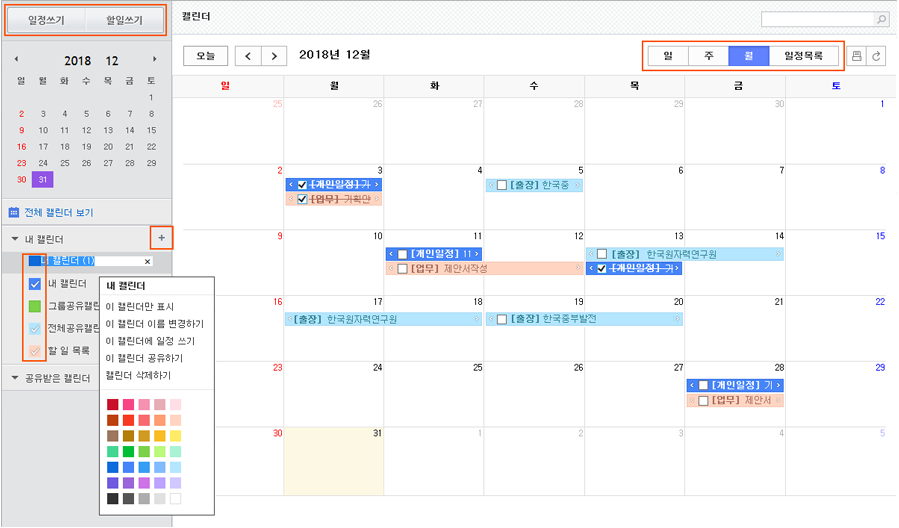 일정쓰기 할일쓰기
캘린더
2018 12
일 월 화 수 목 금 토
1
2 3 4 5 6 7 8
9 10 11 12 13 14 15
16 17 18 19 20 21 22
23 24 25 26 27 28 29
30 31
전체 캘린더 보기
내 캘린더 +
내 캘린더 (1) ×
내 캘린더
그룹공유캘린
전체공유캘린
할 일 목록
공유받은 캘린더
내 캘린더
이 캘린더만 표시
이 캘린더 이름 변경하기
이 캘린더에 일정 쓰기
이 캘린더 공유하기
캘린더 삭제하기
오늘 < > 2018년 12월 일 주 월 일정목록
일 월 화 수 목 금 토
25 26 27 28 29 30 1
2 3 4 5 6 7 8
[개인일정] 기 [출장] 한국중
[업무] 기획안
9 10 11 12 13 14 15
[개인일정] 11 [출장] 한국원자력연구원
[업무] 제안서작성 [개인일정] 기
16 17 18 19 20 21 22
[출장] 한국원자력연구원 [출장] 한국중부발전
23 24 25 26 27 28 29
[개인일정] 기
[업무] 제안서
30 31 1 2 3 4 5